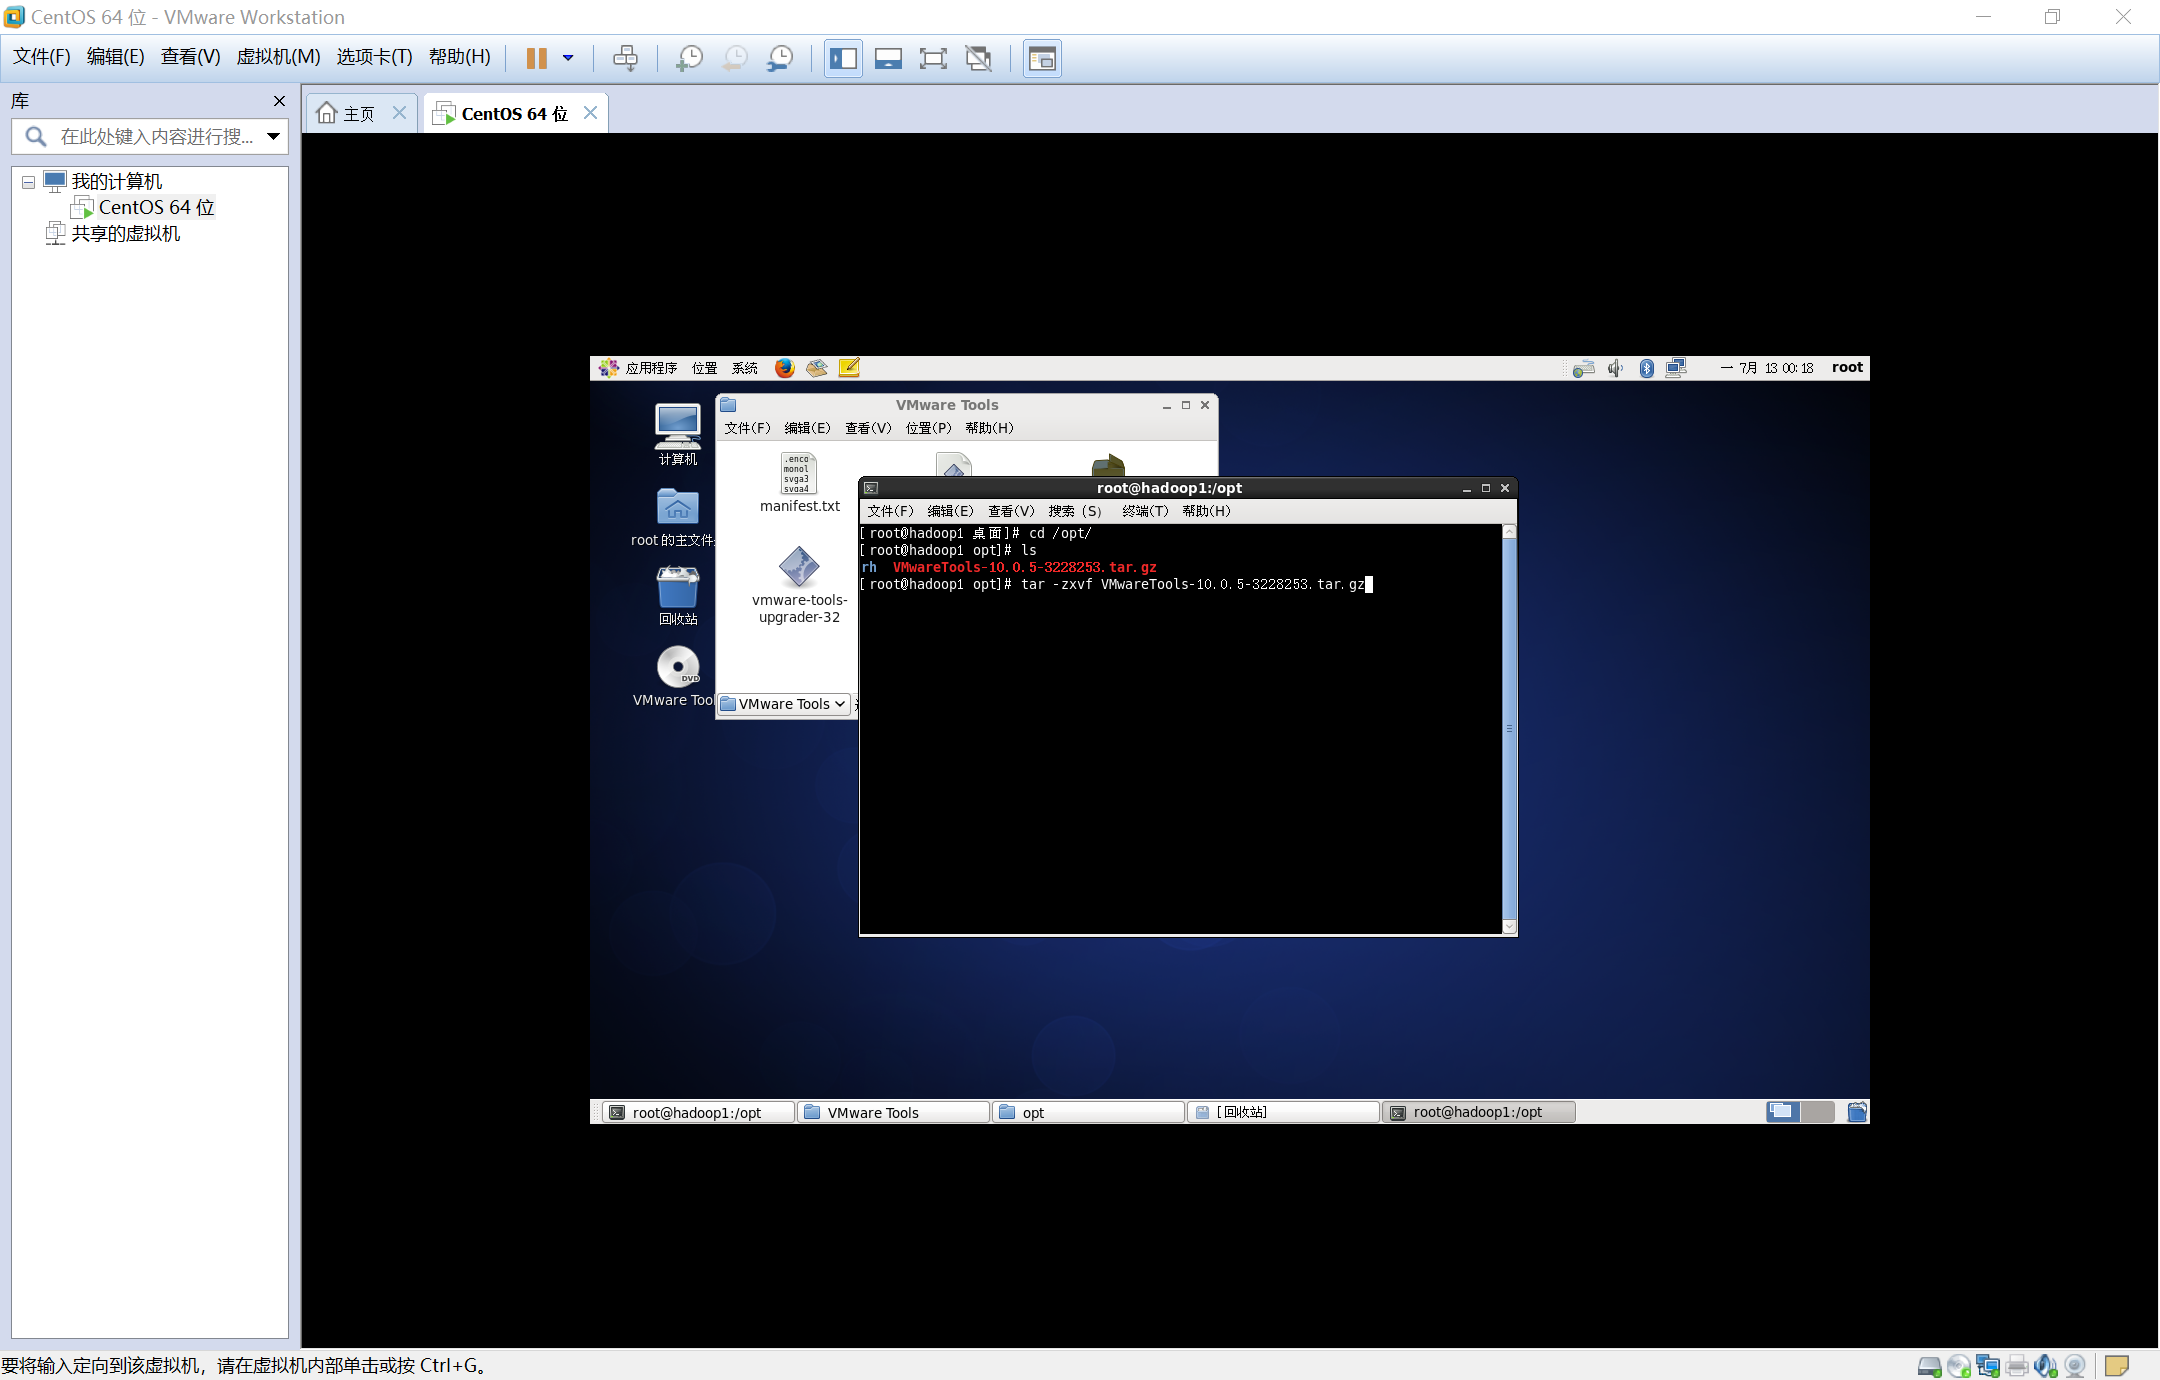 CentOS 64 位 - VMware Workstation
文件(F) 编辑(E) 查看(V) 虚拟机(M) 选项卡(T) 帮助(H)
库
在此处键入内容进行搜...
我的计算机
CentOS 64 位
共享的虚拟机
主页 CentOS 64 位
应用程序 位置 系统 一 7月 13 00:18 root
计算机
root 的主文件
回收站
DVD
VMware Tool
VMware Tools
文件(F) 编辑(E) 查看(V) 位置(P) 帮助(H)
.enco
monol
svga3
svga4
manifest.txt
vmware-tools-
upgrader-32
VMware Tools
root@hadoop1:/opt
文件(F) 编辑(E) 查看(V) 搜索 (S) 终端(T) 帮助(H)
[root@hadoop1 桌面]# cd /opt/
[root@hadoop1 opt]# ls
rh VMwareTools-10.0.5-3228253.tar.gz
[root@hadoop1 opt]# tar -zxvf VMwareTools-10.0.5-3228253.tar.gz
root@hadoop1:/opt VMware Tools opt [回收站] root@hadoop1:/opt
要将输入定向到该虚拟机，请在虚拟机内部单击或按 Ctrl+G。